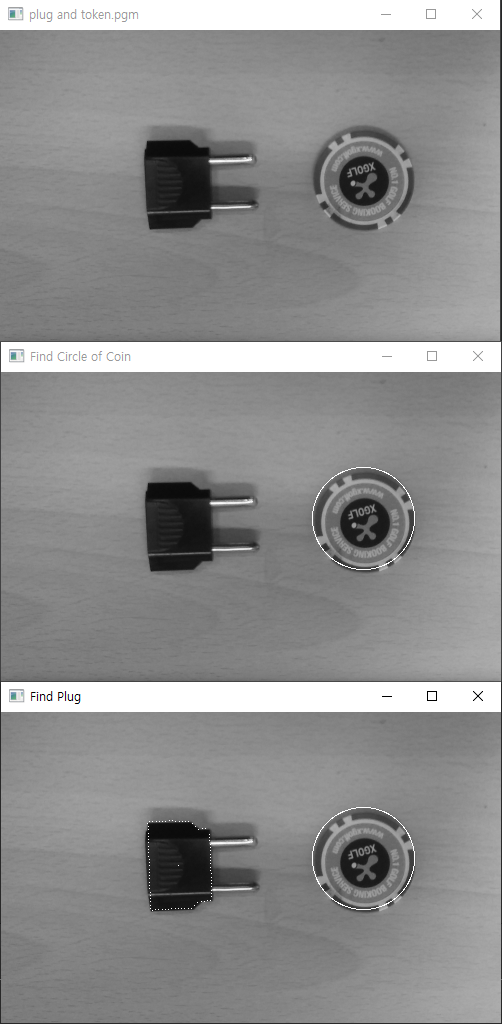 plug and token.pgm
www.xgolf.com
XGOLF
NO.1 GOLF BOOKING SERVICE
Find Circle of Coin
www.xgolf.com
XGOLF
NO.1 GOLF BOOKING SERVICE
Find Plug
www.xgolf.com
XGOLF
NO.1 GOLF BOOKING SERVICE